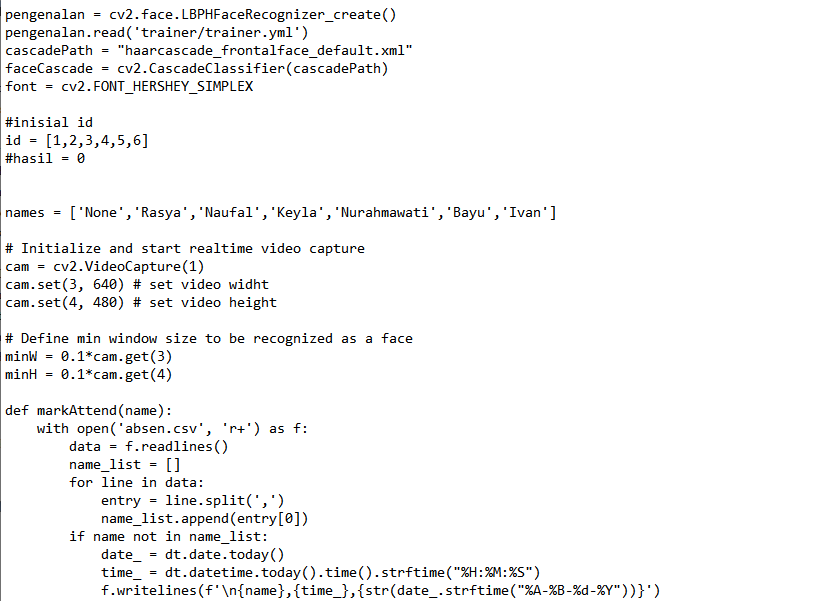 pengenalan = cv2.face.LBPHFaceRecognizer_create()
pengenalan.read('trainer/trainer.yml')
cascadePath = "haarcascade_frontalface_default.xml"
faceCascade = cv2.CascadeClassifier(cascadePath)
font = cv2.FONT_HERSHEY_SIMPLEX
#inisial id
id = [1,2,3,4,5,6]
#hasil = 0
names = ['None','Rasya','Naufal','Keyla','Nurahmawati','Bayu','Ivan']
# Initialize and start realtime video capture
cam = cv2.VideoCapture(1)
cam.set(3, 640) # set video widht
cam.set(4, 480) # set video height
# Define min window size to be recognized as a face
minW = 0.1*cam.get(3)
minH = 0.1*cam.get(4)
def markAttend(name):
    with open('absen.csv', 'r+') as f:
        data = f.readlines()
        name_list = []
        for line in data:
            entry = line.split(',')
            name_list.append(entry[0])
        if name not in name_list:
            date_ = dt.date.today()
            time_ = dt.datetime.today().time().strftime("%H:%M:%S")
            f.writelines(f'\n{name},{time_},{str(date_.strftime("%A-%B-%d-%Y"))}')